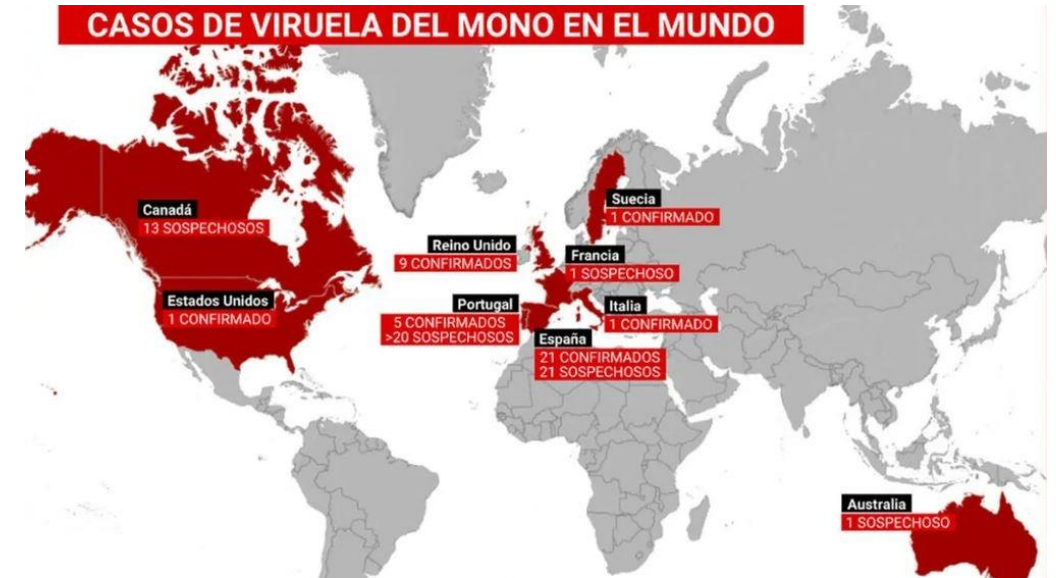 CASOS DE VIRUELA DEL MONO EN EL MUNDO
Canadá
13 SOSPECHOSOS
Estados Unidos
1 CONFIRMADO
Reino Unido
9 CONFIRMADOS
Portugal
5 CONFIRMADOS
>20 SOSPECHOSOS
Suecia
1 CONFIRMADO
Francia
1 SOSPECHOSO
Italia
1 CONFIRMADO
España
21 CONFIRMADOS
21 SOSPECHOSOS
Australia
1 SOSPECHOSO